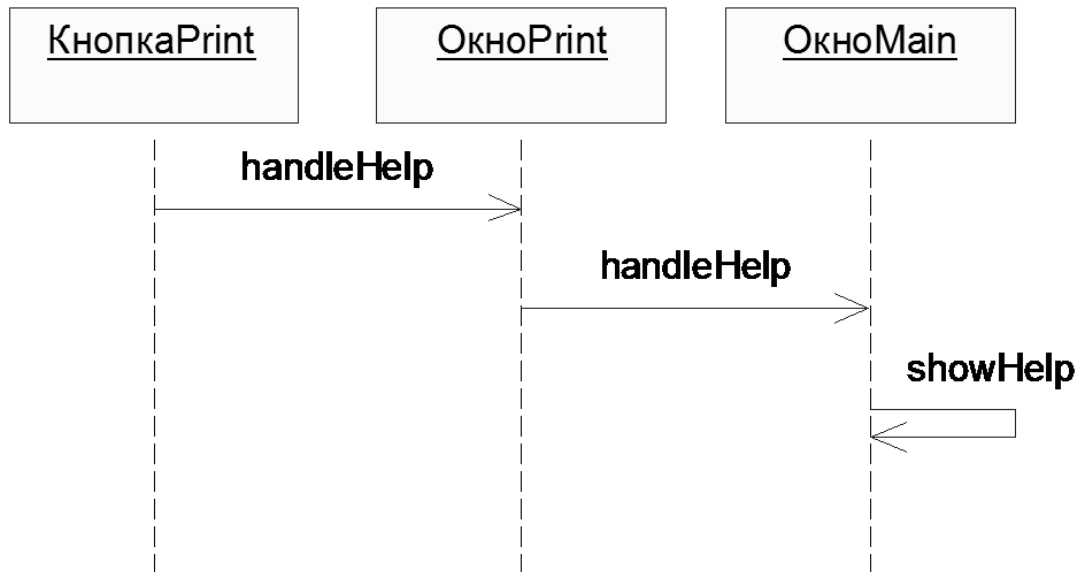 КнопкаPrint
ОкноPrint
ОкноMain
handleHelp
handleHelp
showHelp